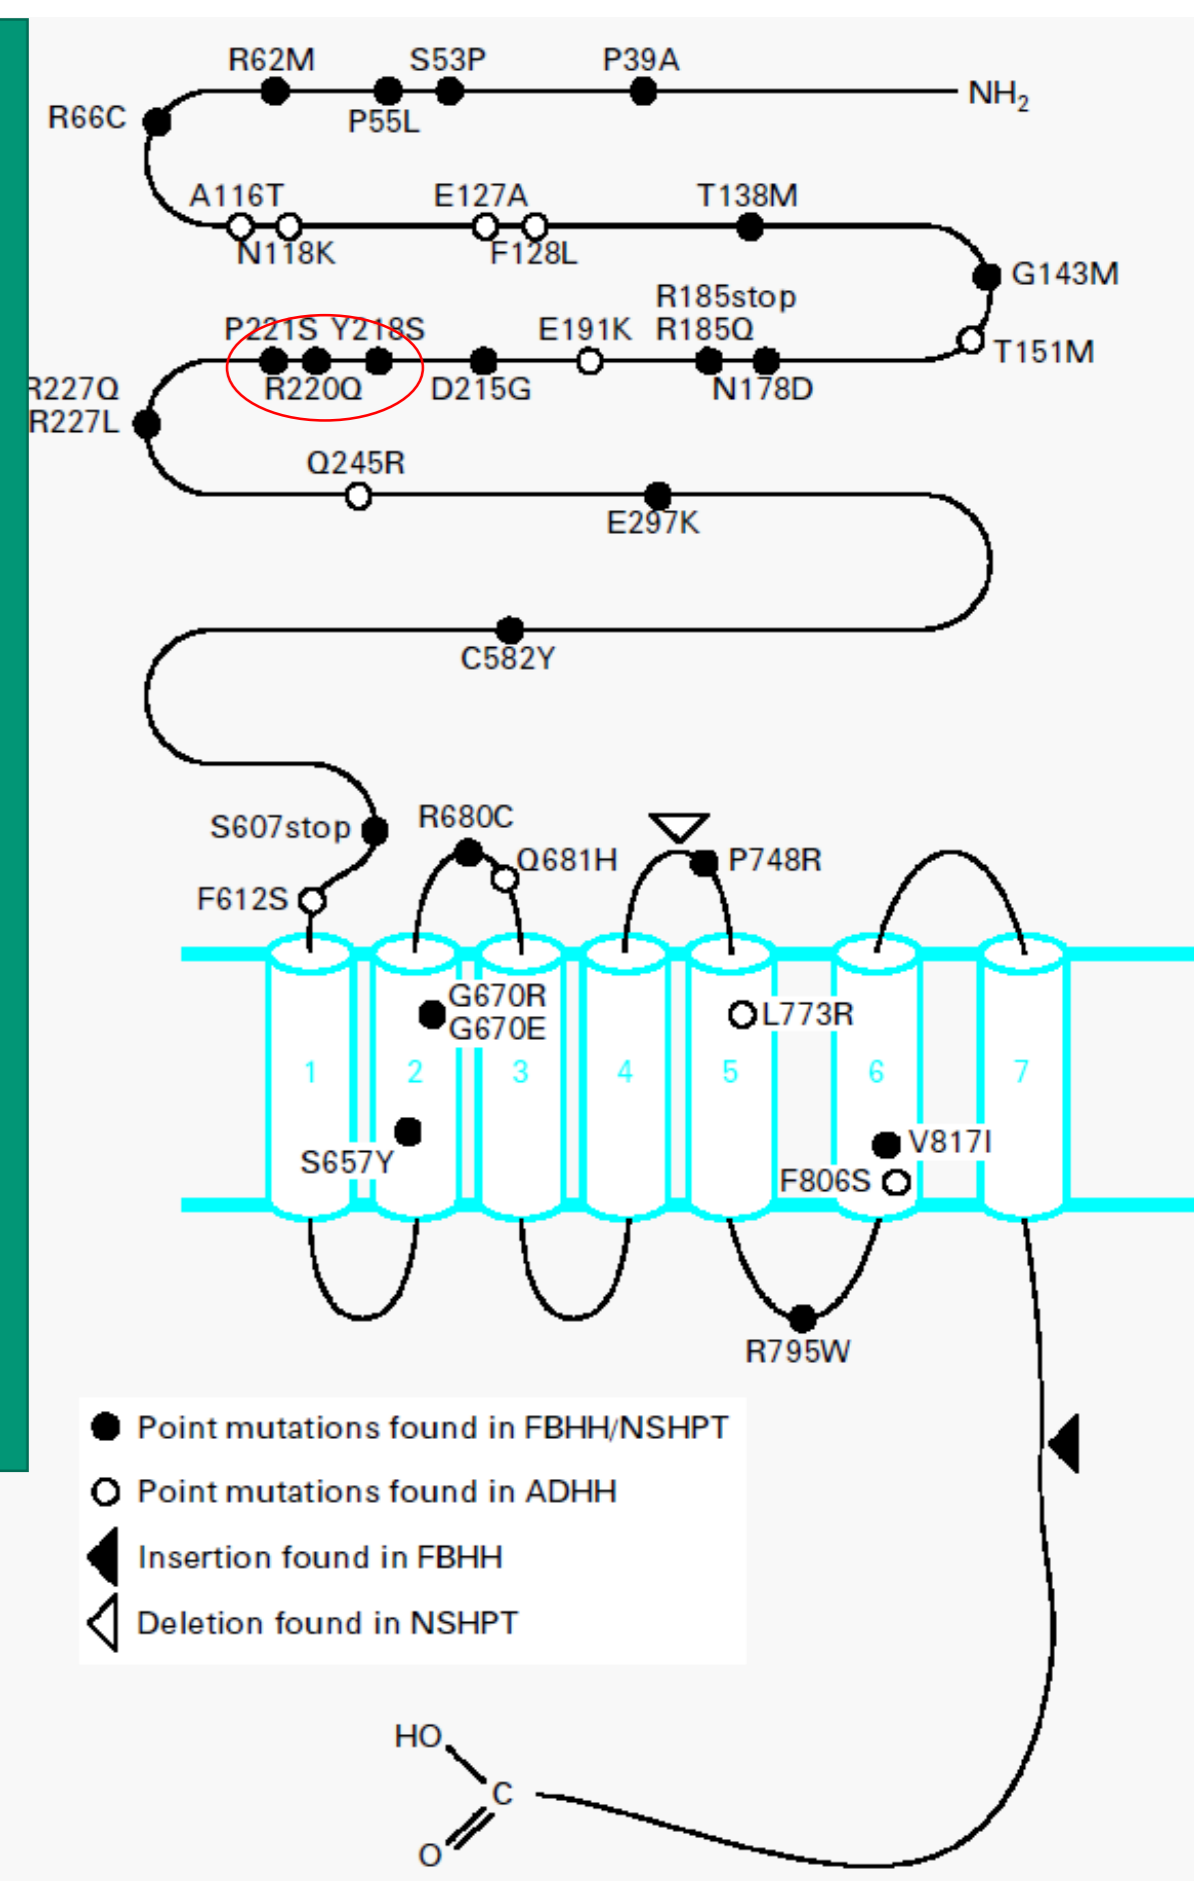 R62M
S53P
P39A
NH₂
R66C
P55L
A116T
E127A
T138M
N118K
F128L
G143M
R185stop
P221S
Y218S
E191K
R185Q
T151M
R227Q
R220Q
D215G
N178D
R227L
Q245R
E297K
C582Y
S607stop
R680C
Q681H
P748R
F612S
G670R
G670E
L773R
1
2
3
4
5
6
7
S657Y
V817I
F806S
R795W
Point mutations found in FBHH/NSHPT
Point mutations found in ADHH
Insertion found in FBHH
Deletion found in NSHPT
HO
C
O